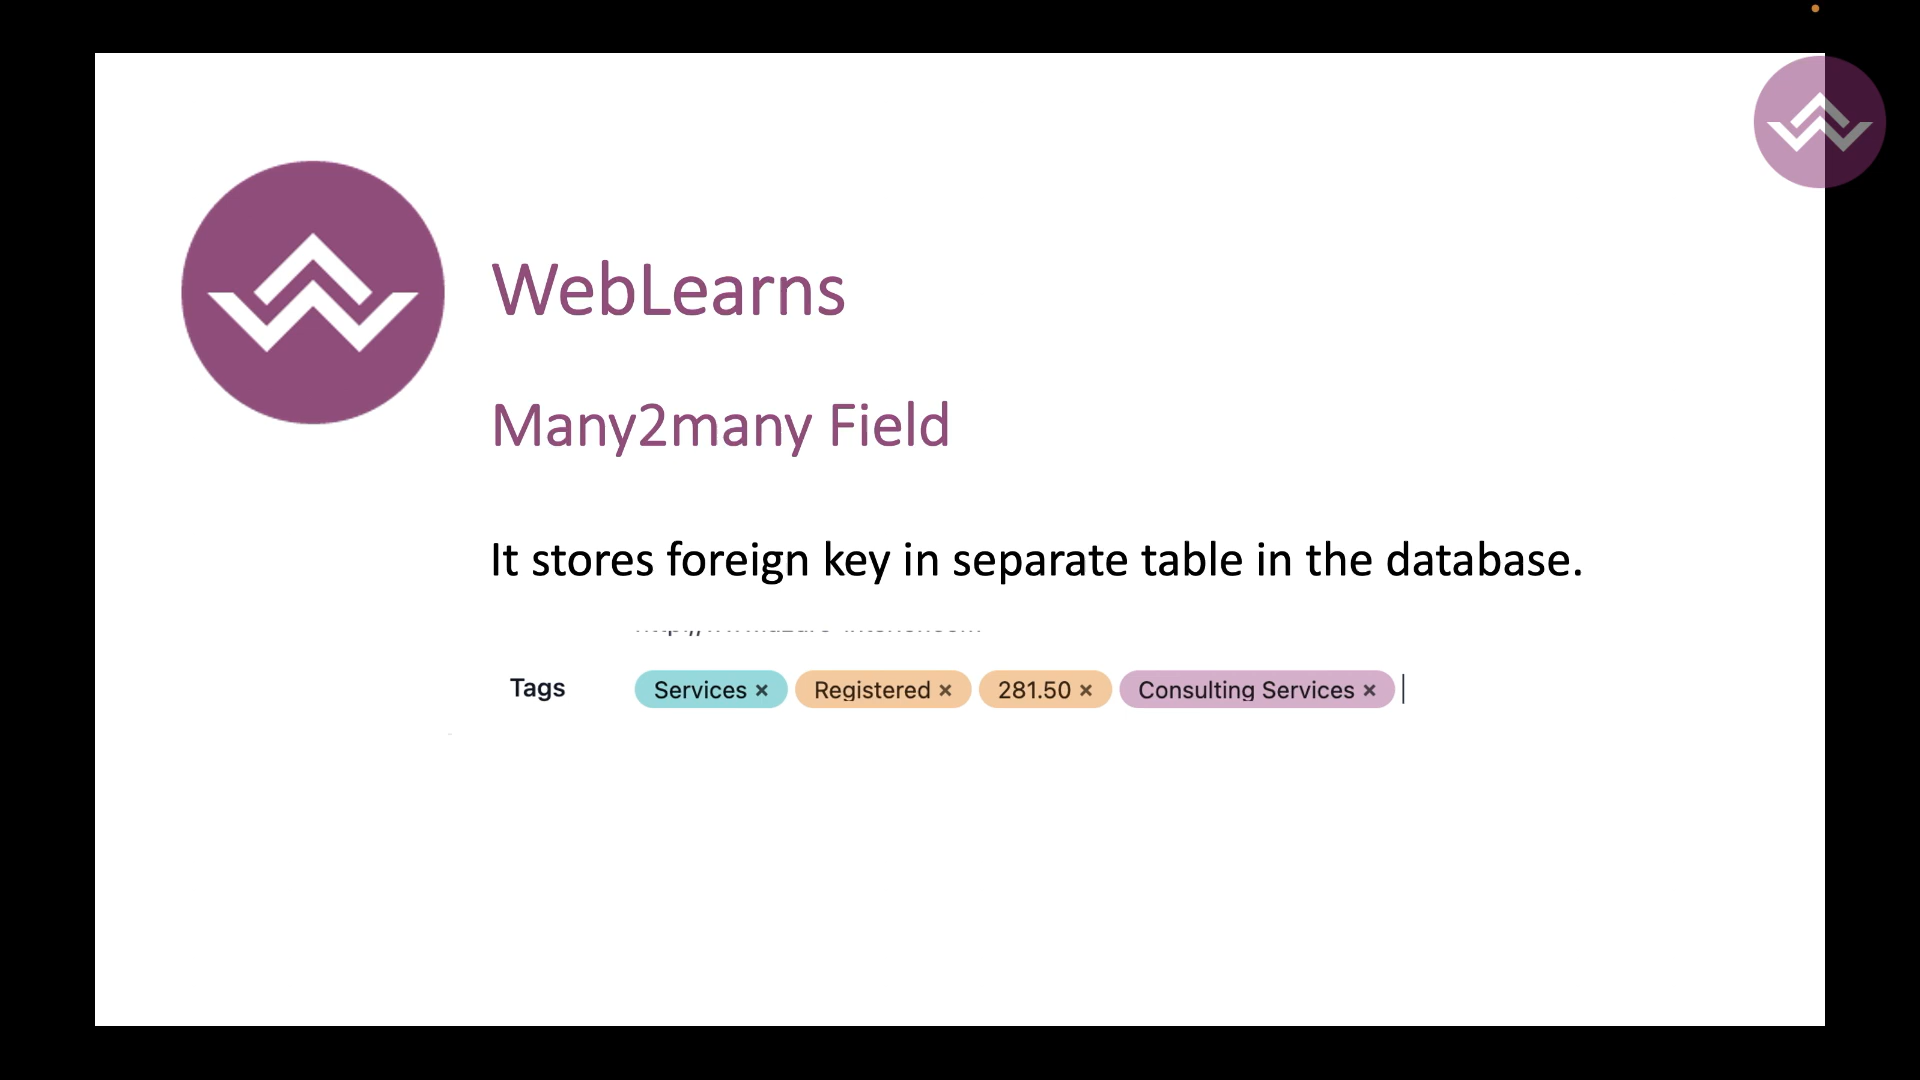 WebLearns
Many2many Field
It stores foreign key in separate table in the database.
Tags Services × Registered × 281.50 × Consulting Services ×